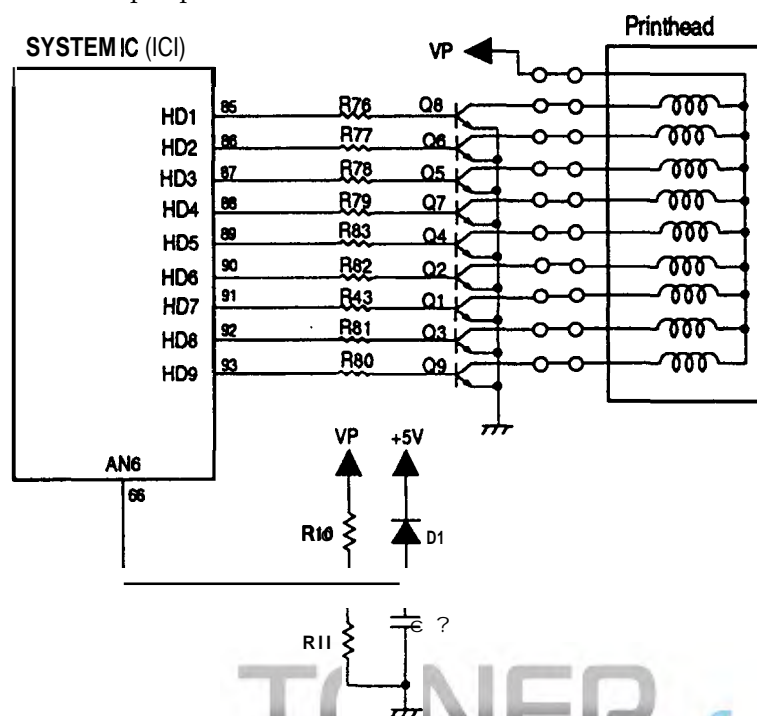 Printhead
SYSTEM IC (ICI)
VP
HD1 85 R76 Q8
HD2 86 R77 Q6
HD3 87 R78 Q5
HD4 88 R79 Q7
HD5 89 R83 Q4
HD6 90 R82 Q2
HD7 91 R43 Q1
HD8 92 R81 Q3
HD9 93 R80 Q9
AN6
66
VP +5V
R10 D1
RII ?